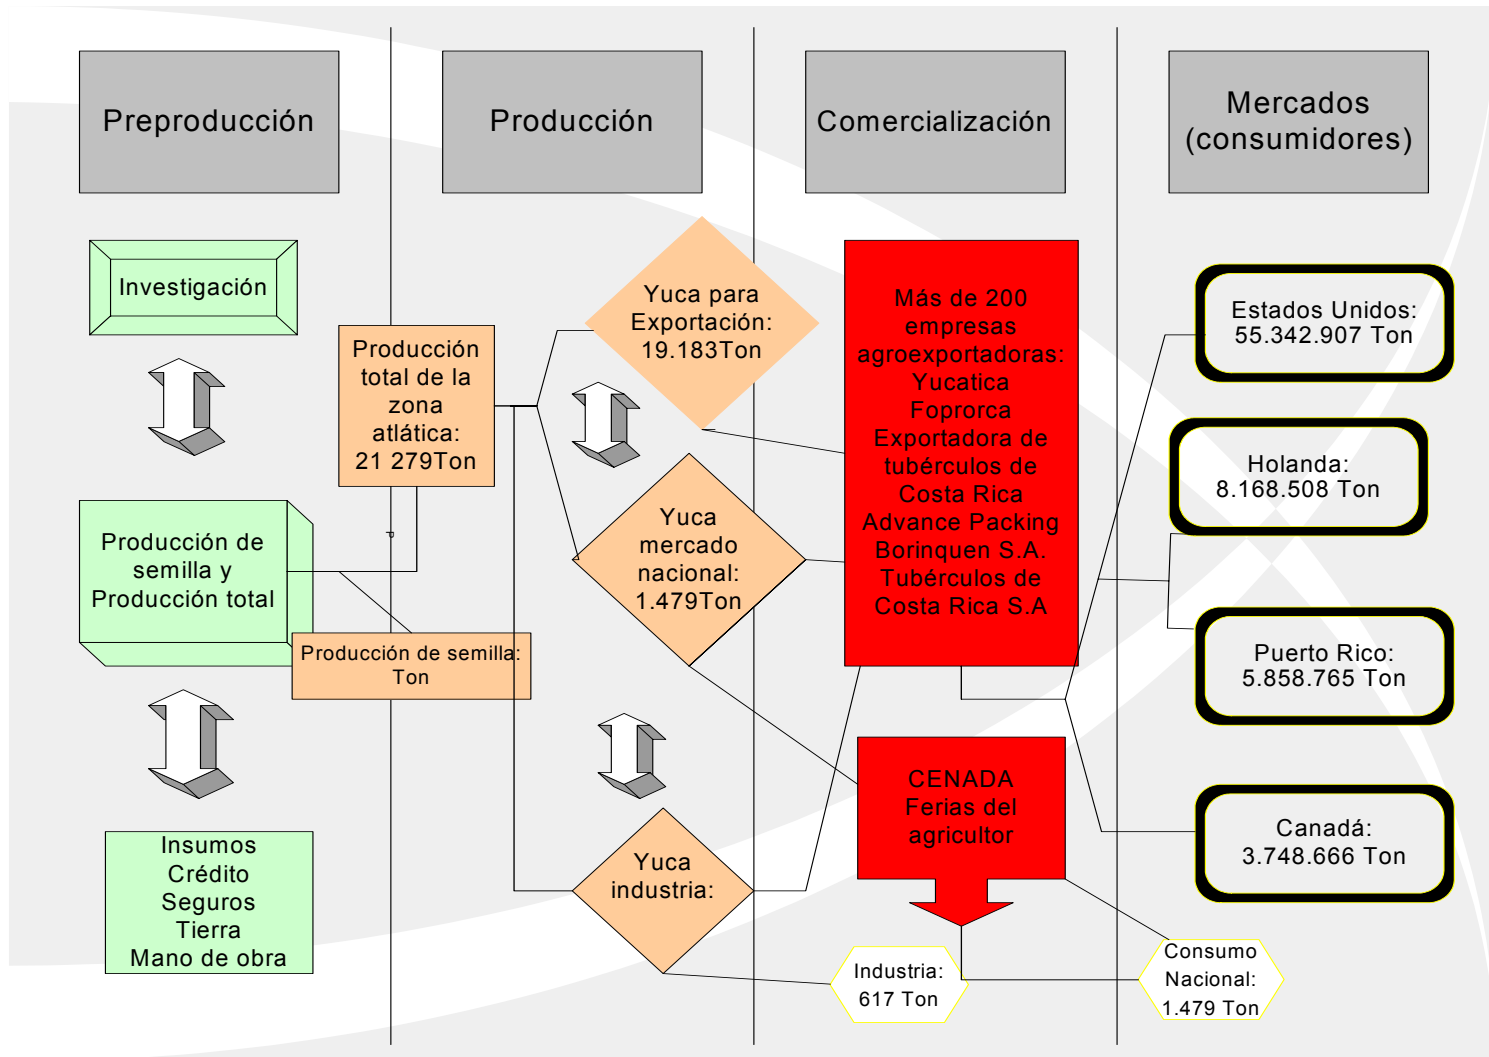 Preproducción
Producción
Comercialización
Mercados
(consumidores)
Investigación
Producción de
semilla y
Producción total
Insumos
Crédito
Seguros
Tierra
Mano de obra
Producción
total de la
zona
atlática:
21 279Ton
P
Producción de semilla:
Ton
Yuca para
Exportación:
19.183Ton
Yuca
mercado
nacional:
1.479Ton
Yuca
industria:
Más de 200
empresas
agroexportadoras:
Yucatica
Foprorca
Exportadora de
tubérculos de
Costa Rica
Advance Packing
Borinquen S.A.
Tubérculos de
Costa Rica S.A
CENADA
Ferias del
agricultor
Industria:
617 Ton
Estados Unidos:
55.342.907 Ton
Holanda:
8.168.508 Ton
Puerto Rico:
5.858.765 Ton
Canadá:
3.748.666 Ton
Consumo
Nacional:
1.479 Ton